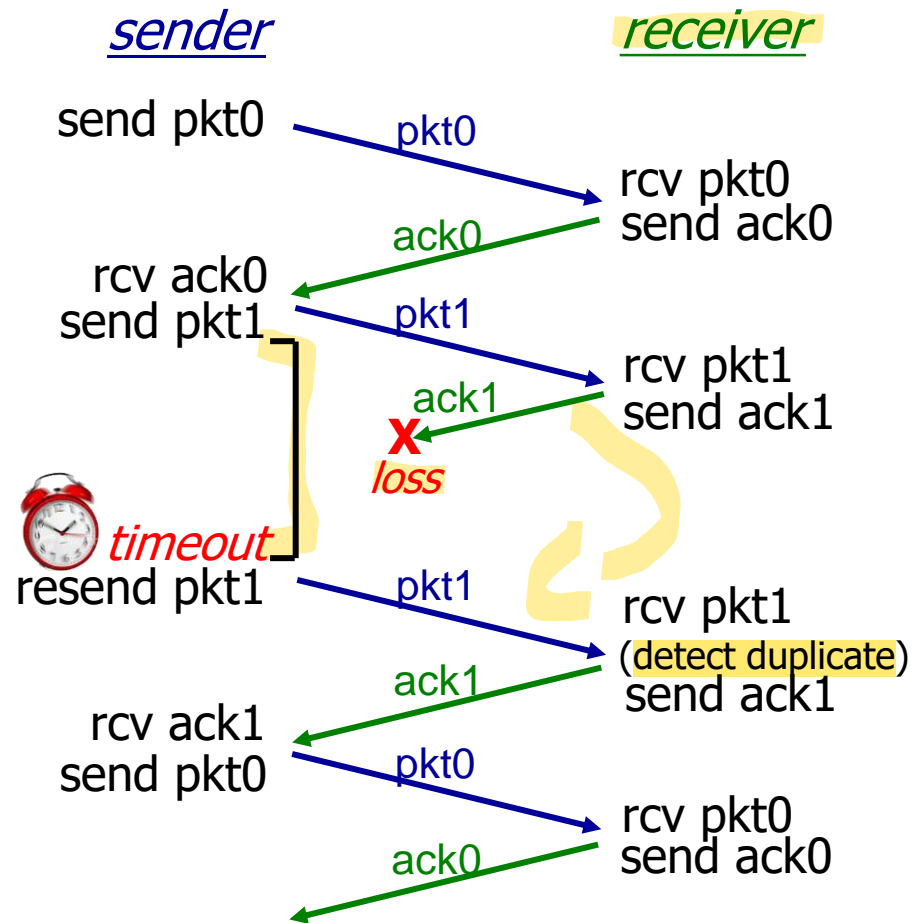 sender
receiver
send pkt0
pkt0
rcv pkt0
send ack0
ack0
rcv ack0
send pkt1
pkt1
rcv pkt1
send ack1
ack1
X
loss
timeout
resend pkt1
pkt1
rcv pkt1
(detect duplicate)
send ack1
ack1
rcv ack1
send pkt0
pkt0
rcv pkt0
send ack0
ack0